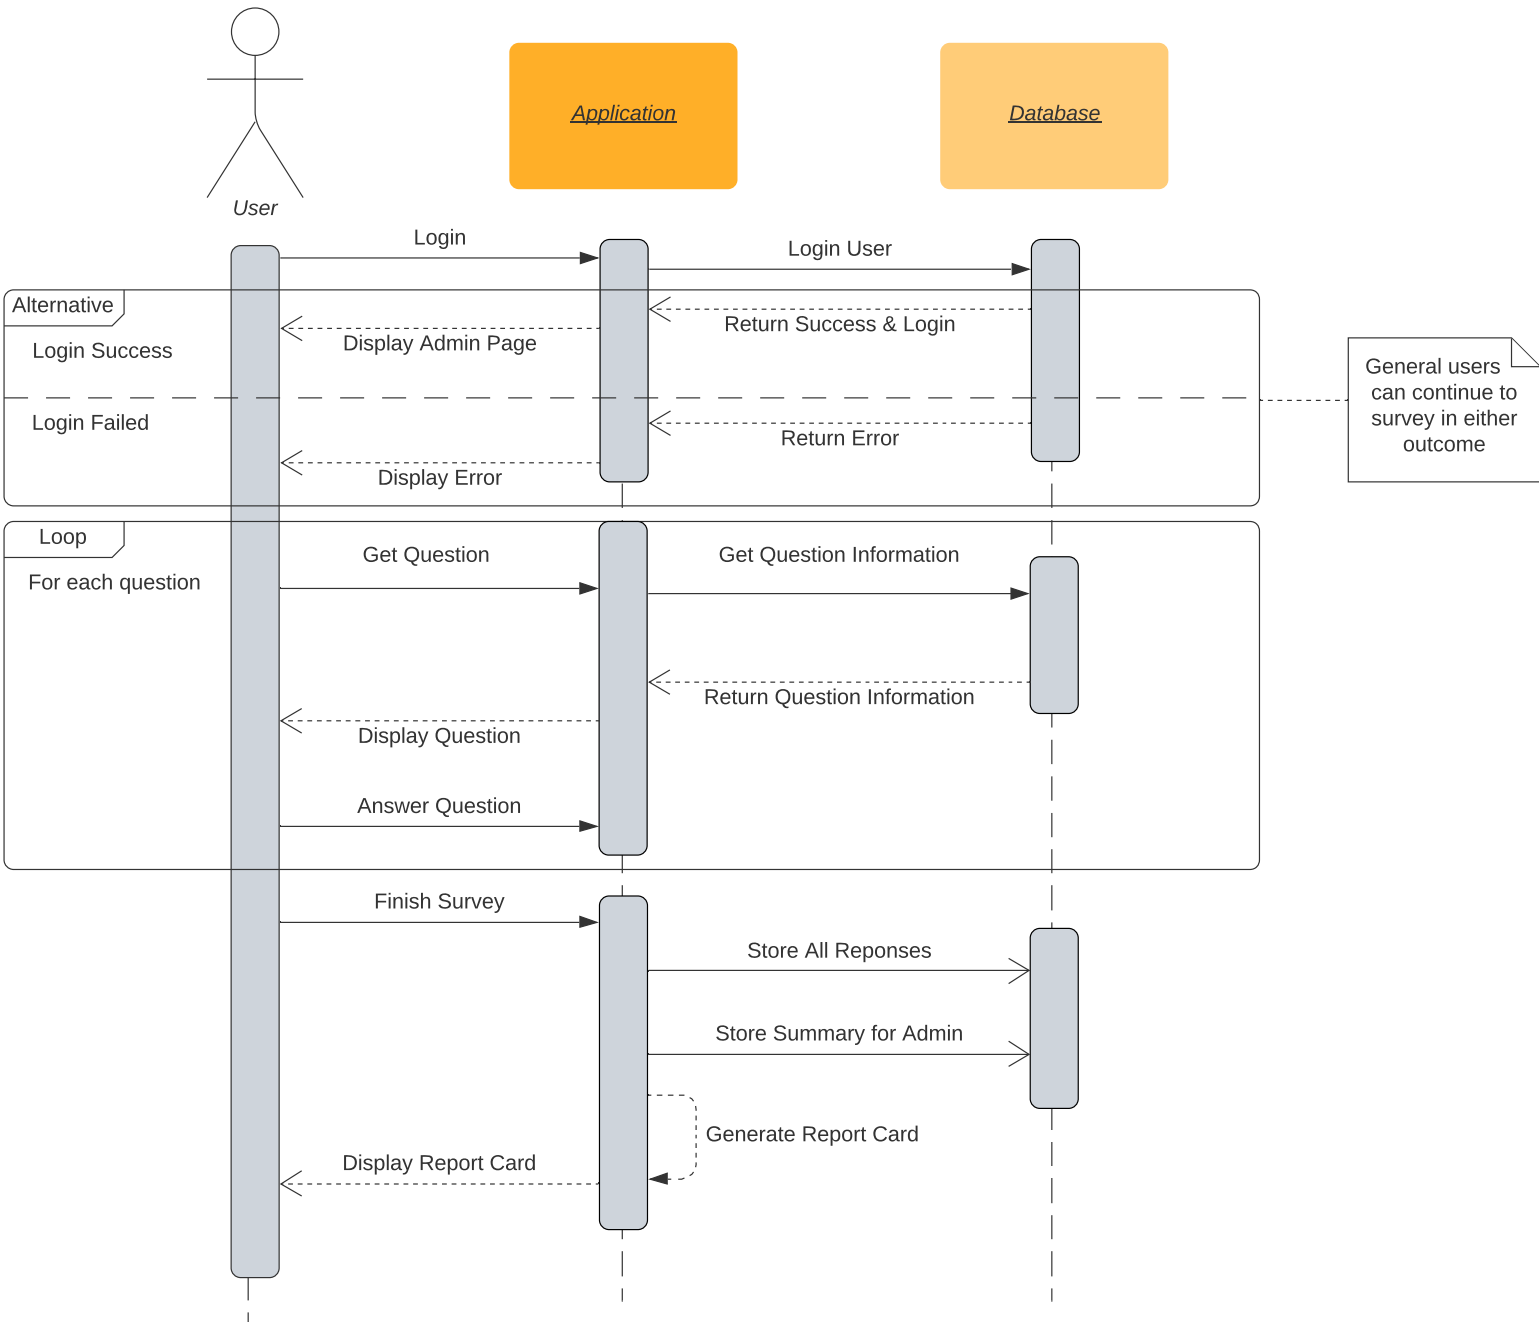 Application
Database
User
Login
Login User
Alternative
Return Success & Login
Display Admin Page
Login Success
General users
can continue to
survey in either
outcome
Login Failed
Return Error
Display Error
Loop
Get Question
Get Question Information
For each question
Return Question Information
Display Question
Answer Question
Finish Survey
Store All Reponses
Store Summary for Admin
Generate Report Card
Display Report Card